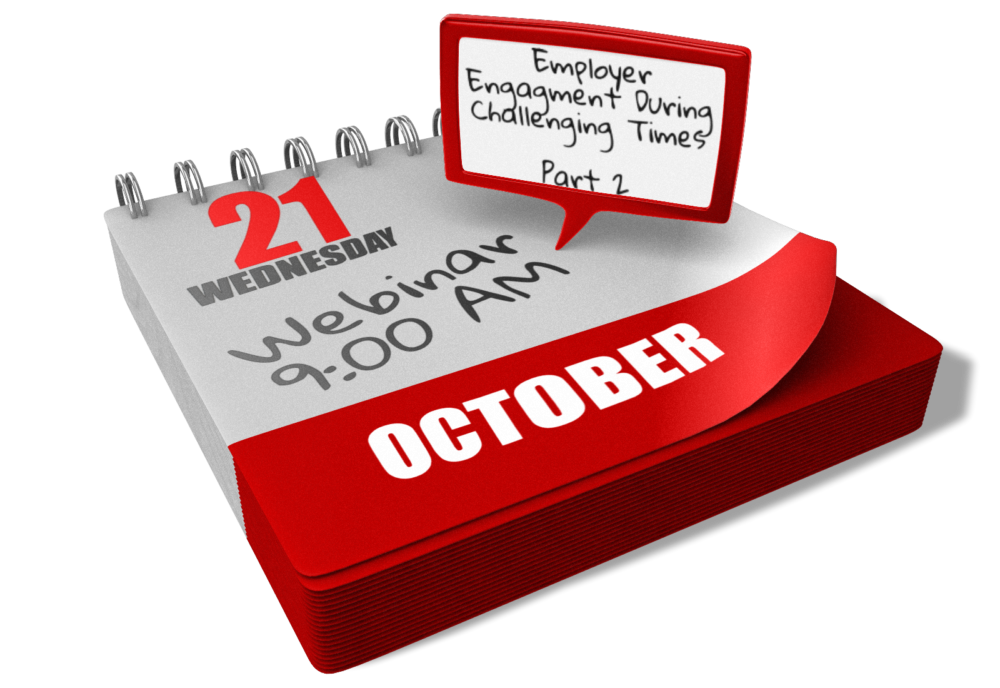 Employer
Engagment During
Challenging Times
Part 2
21
WEDNESDAY
Webinar
9:00 AM
OCTOBER